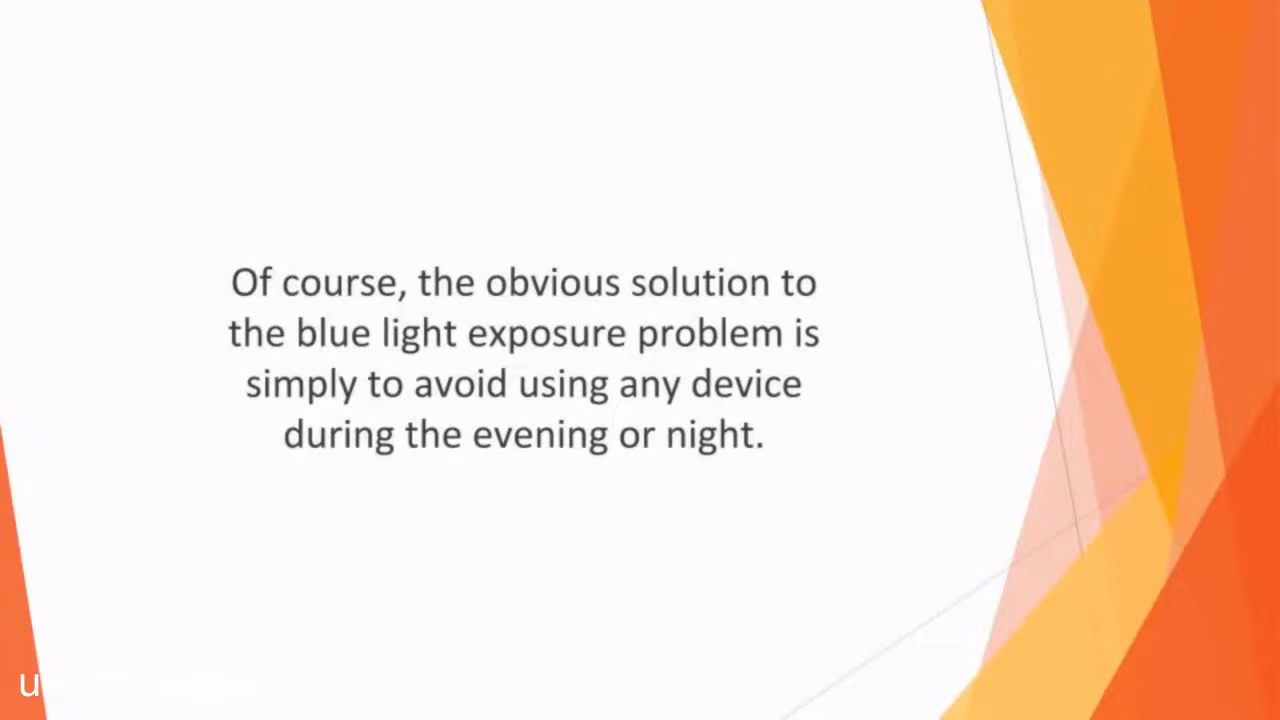 Of course, the obvious solution to
the blue light exposure problem is
simply to avoid using any device
during the evening or night.